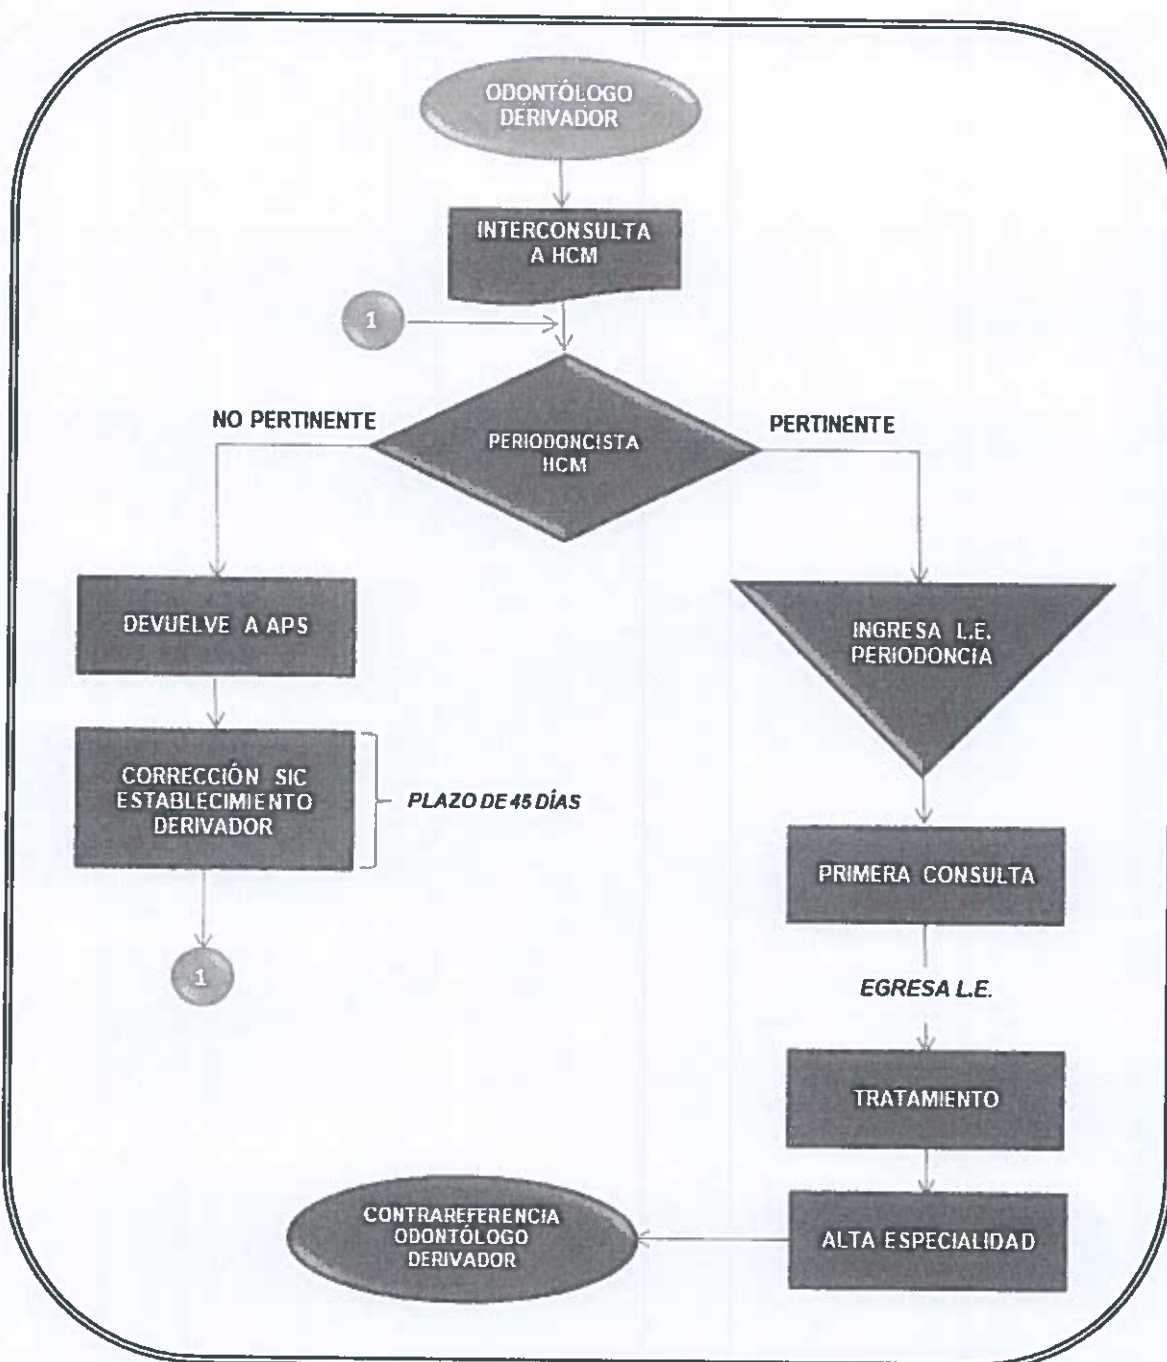 ODONTÓLOGO
DERIVADOR
INTERCONSULTA
A HCM
1
NO PERTINENTE
PERTINENTE
PERIODONCISTA
HCM
DEVUELVE A APS
INGRESA L.E.
PERIODONCIA
CORRECCIÓN SIC
ESTABLECIMIENTO
DERIVADOR
PLAZO DE 45 DÍAS
PRIMERA CONSULTA
1
EGRESA L.E.
TRATAMIENTO
CONTRAREFERENCIA
ODONTÓLOGO
DERIVADOR
ALTA ESPECIALIDAD